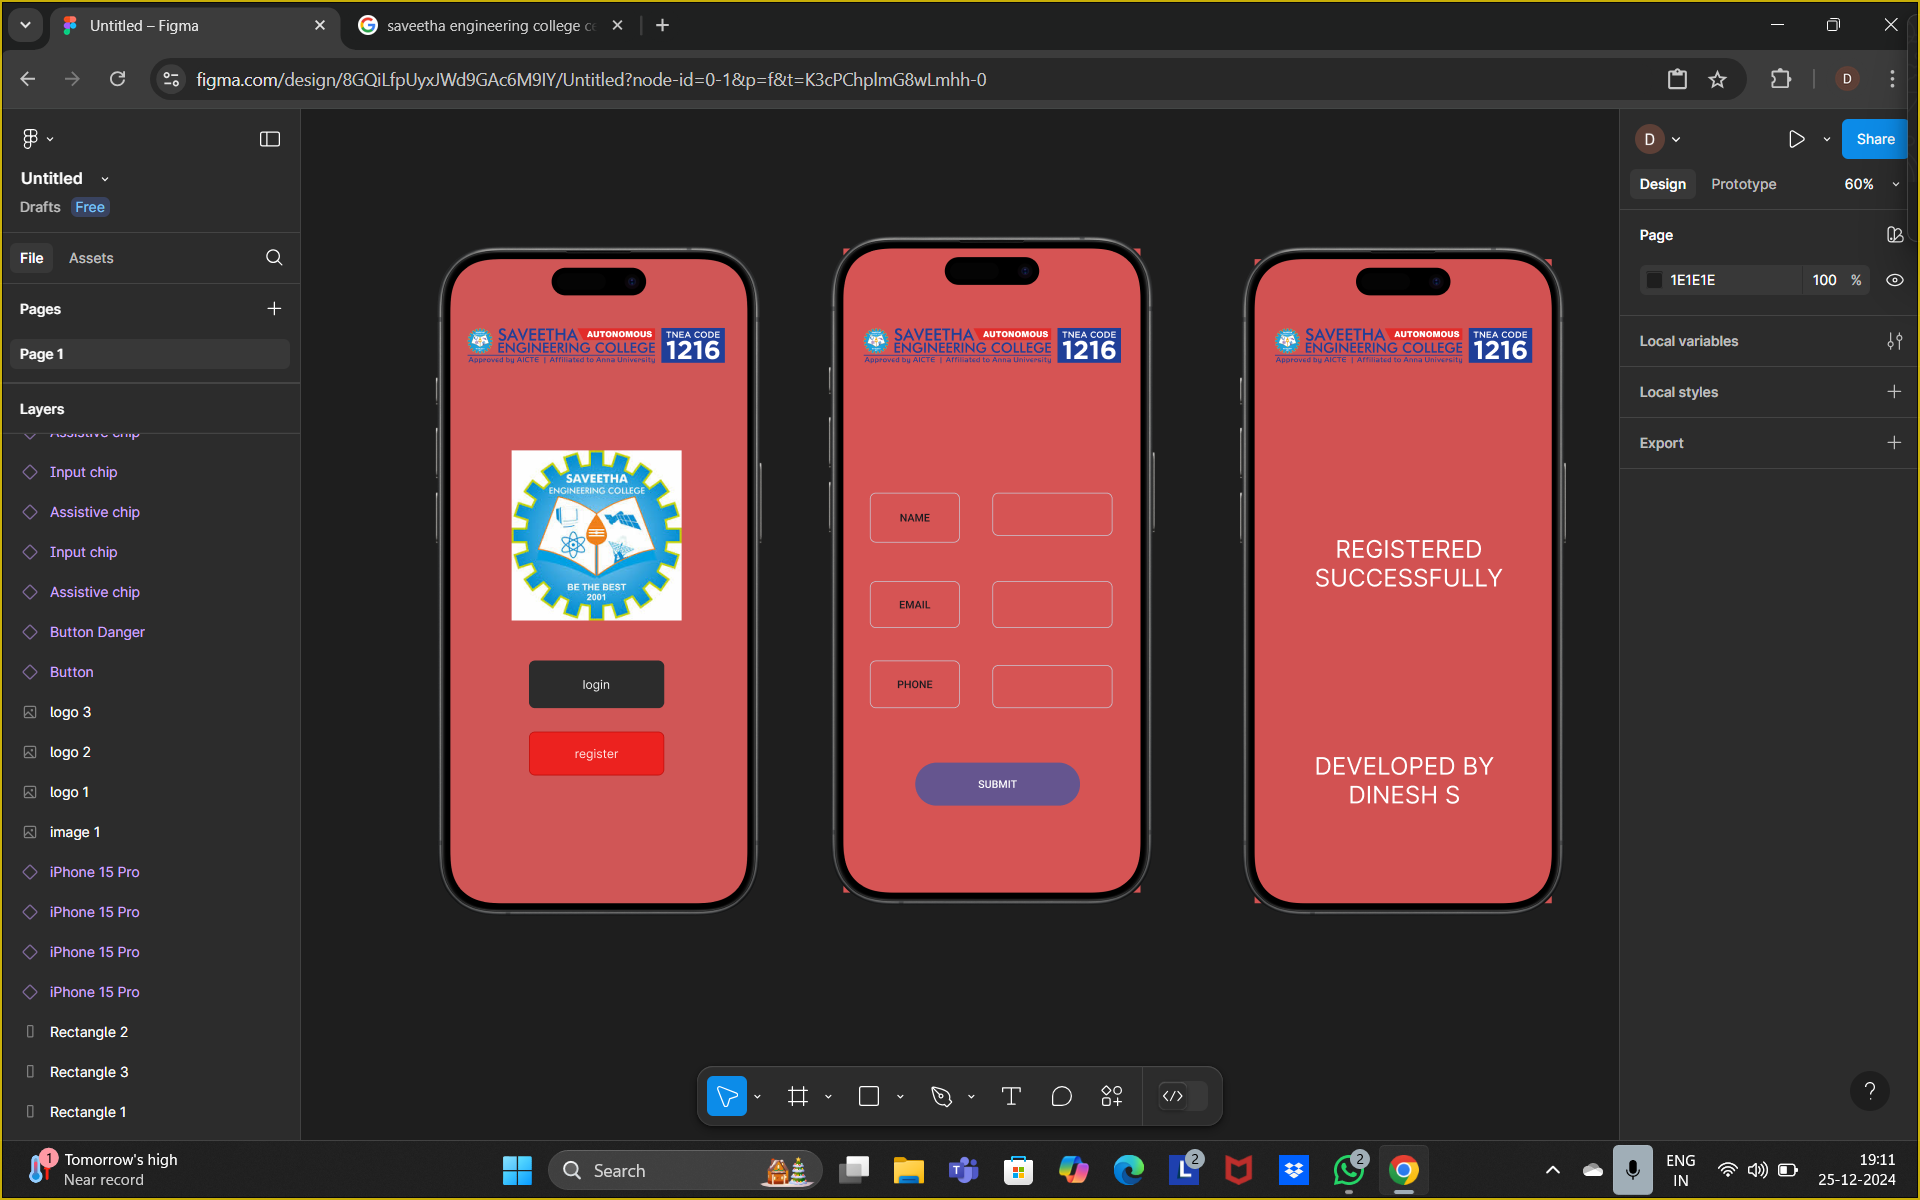 Untitled – Figma
saveetha engineering college c
figma.com/design/8GQiLfpUyxJWd9GAc6M9IY/Untitled?node-id=0-1&p=f&t=K3cPChplmG8wLmhh-0
D
Untitled
Drafts
Free
File
Assets
Pages
Page 1
Layers
Assistive chip
Input chip
Assistive chip
Input chip
Assistive chip
Button Danger
Button
logo 3
logo 2
logo 1
image 1
iPhone 15 Pro
iPhone 15 Pro
iPhone 15 Pro
iPhone 15 Pro
Rectangle 2
Rectangle 3
Rectangle 1
SAVEETHA AUTONOMOUS TNEA CODE
ENGINEERING COLLEGE 1216
Approved by AICTE | Affiliated to Anna University
SAVEETHA
ENGINEERING COLLEGE
BE THE BEST
2001
login
register
SAVEETHA AUTONOMOUS TNEA CODE
ENGINEERING COLLEGE 1216
Approved by AICTE | Affiliated to Anna University
NAME
EMAIL
PHONE
SUBMIT
SAVEETHA AUTONOMOUS TNEA CODE
ENGINEERING COLLEGE 1216
Approved by AICTE | Affiliated to Anna University
REGISTERED
SUCCESSFULLY
DEVELOPED BY
DINESH S
D
Share
Design
Prototype
60%
Page
1E1E1E 100 %
Local variables
Local styles
Export
?
1
Tomorrow's high
Near record
Search
L
2
2
ENG
IN
19:11
25-12-2024